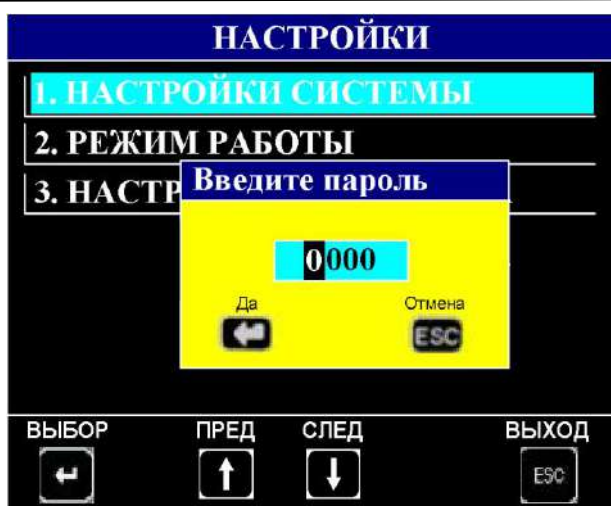 НАСТРОЙКИ
1. НАСТРОЙКИ СИСТЕМЫ
2. РЕЖИМ РАБОТЫ
3. НАСТР
Введите пароль
0000
Да Отмена
ESC
ВЫБОР ПРЕД СЛЕД ВЫХОД
ESC